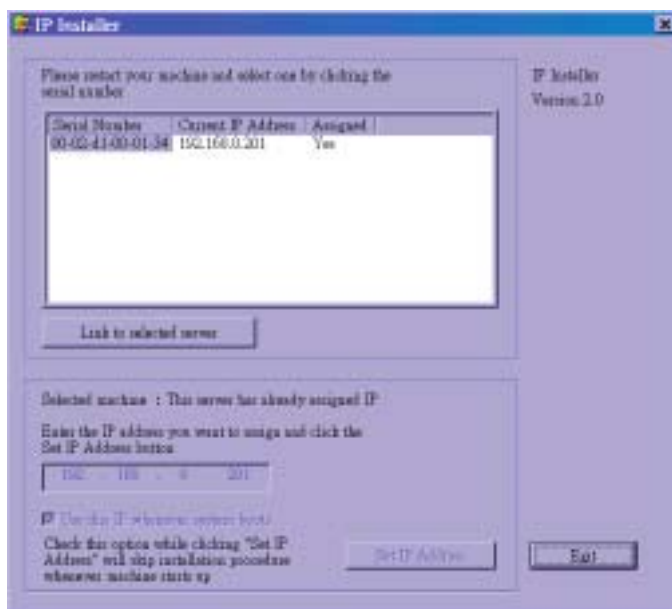 IP Installer
Please restart your machine and select one by clicking the
serial number
IP Installer
Version 2.0
Serial Number Current IP Address Assigned
00-02-d1-00-01-34 192.168.0.201 Yes
Link to selected server
Selected machine : This server has already assigned IP
Enter the IP address you want to assign and click the
Set IP Address button
192 . 168 . 0 . 201
Use this IP whenever system boots
Check this option while clicking "Set IP
Address" will skip installation procedure
whenever machine starts up
Set IP Address
Exit